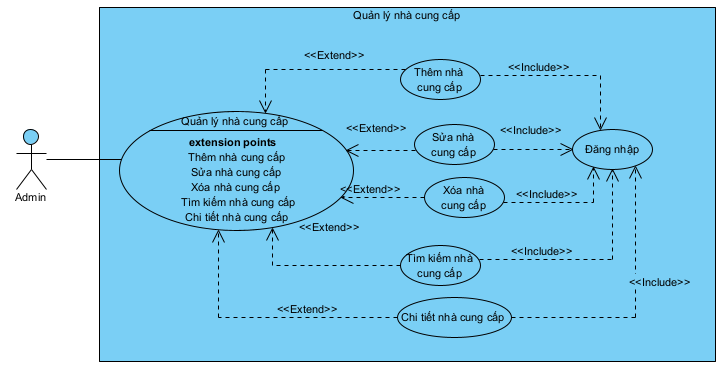 Quản lý nhà cung cấp
<<Extend>>
Thêm nhà
cung cấp
<<Include>>
Quản lý nhà cung cấp
extension points
Thêm nhà cung cấp
Sửa nhà cung cấp
Xóa nhà cung cấp
Tìm kiếm nhà cung cấp
Chi tiết nhà cung cấp
Admin
<<Extend>>
Sửa nhà
cung cấp
<<Include>>
Đăng nhập
<<Extend>>
Xóa nhà
cung cấp
<<Include>>
<<Extend>>
Tìm kiếm nhà
cung cấp
<<Include>>
<<Extend>>
Chi tiết nhà cung cấp
<<Include>>